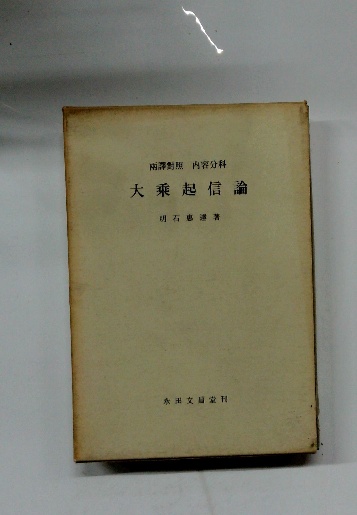 兩譯對照 內容分科
大乘起信論
明石惠達著
永田文昌堂刊